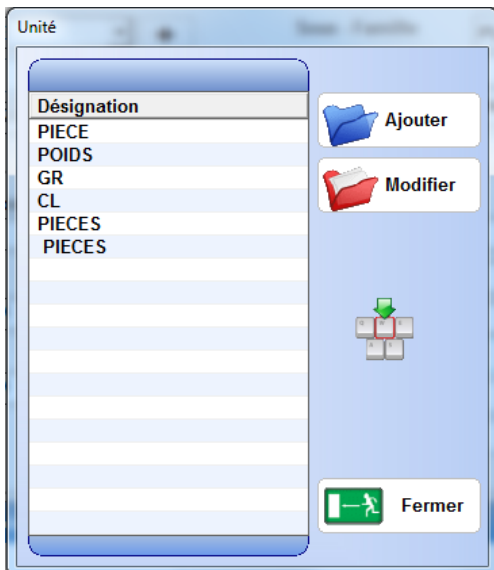 Unité
Désignation
PIECE
POIDS
GR
CL
PIECES
PIECES
Ajouter
Modifier
Fermer